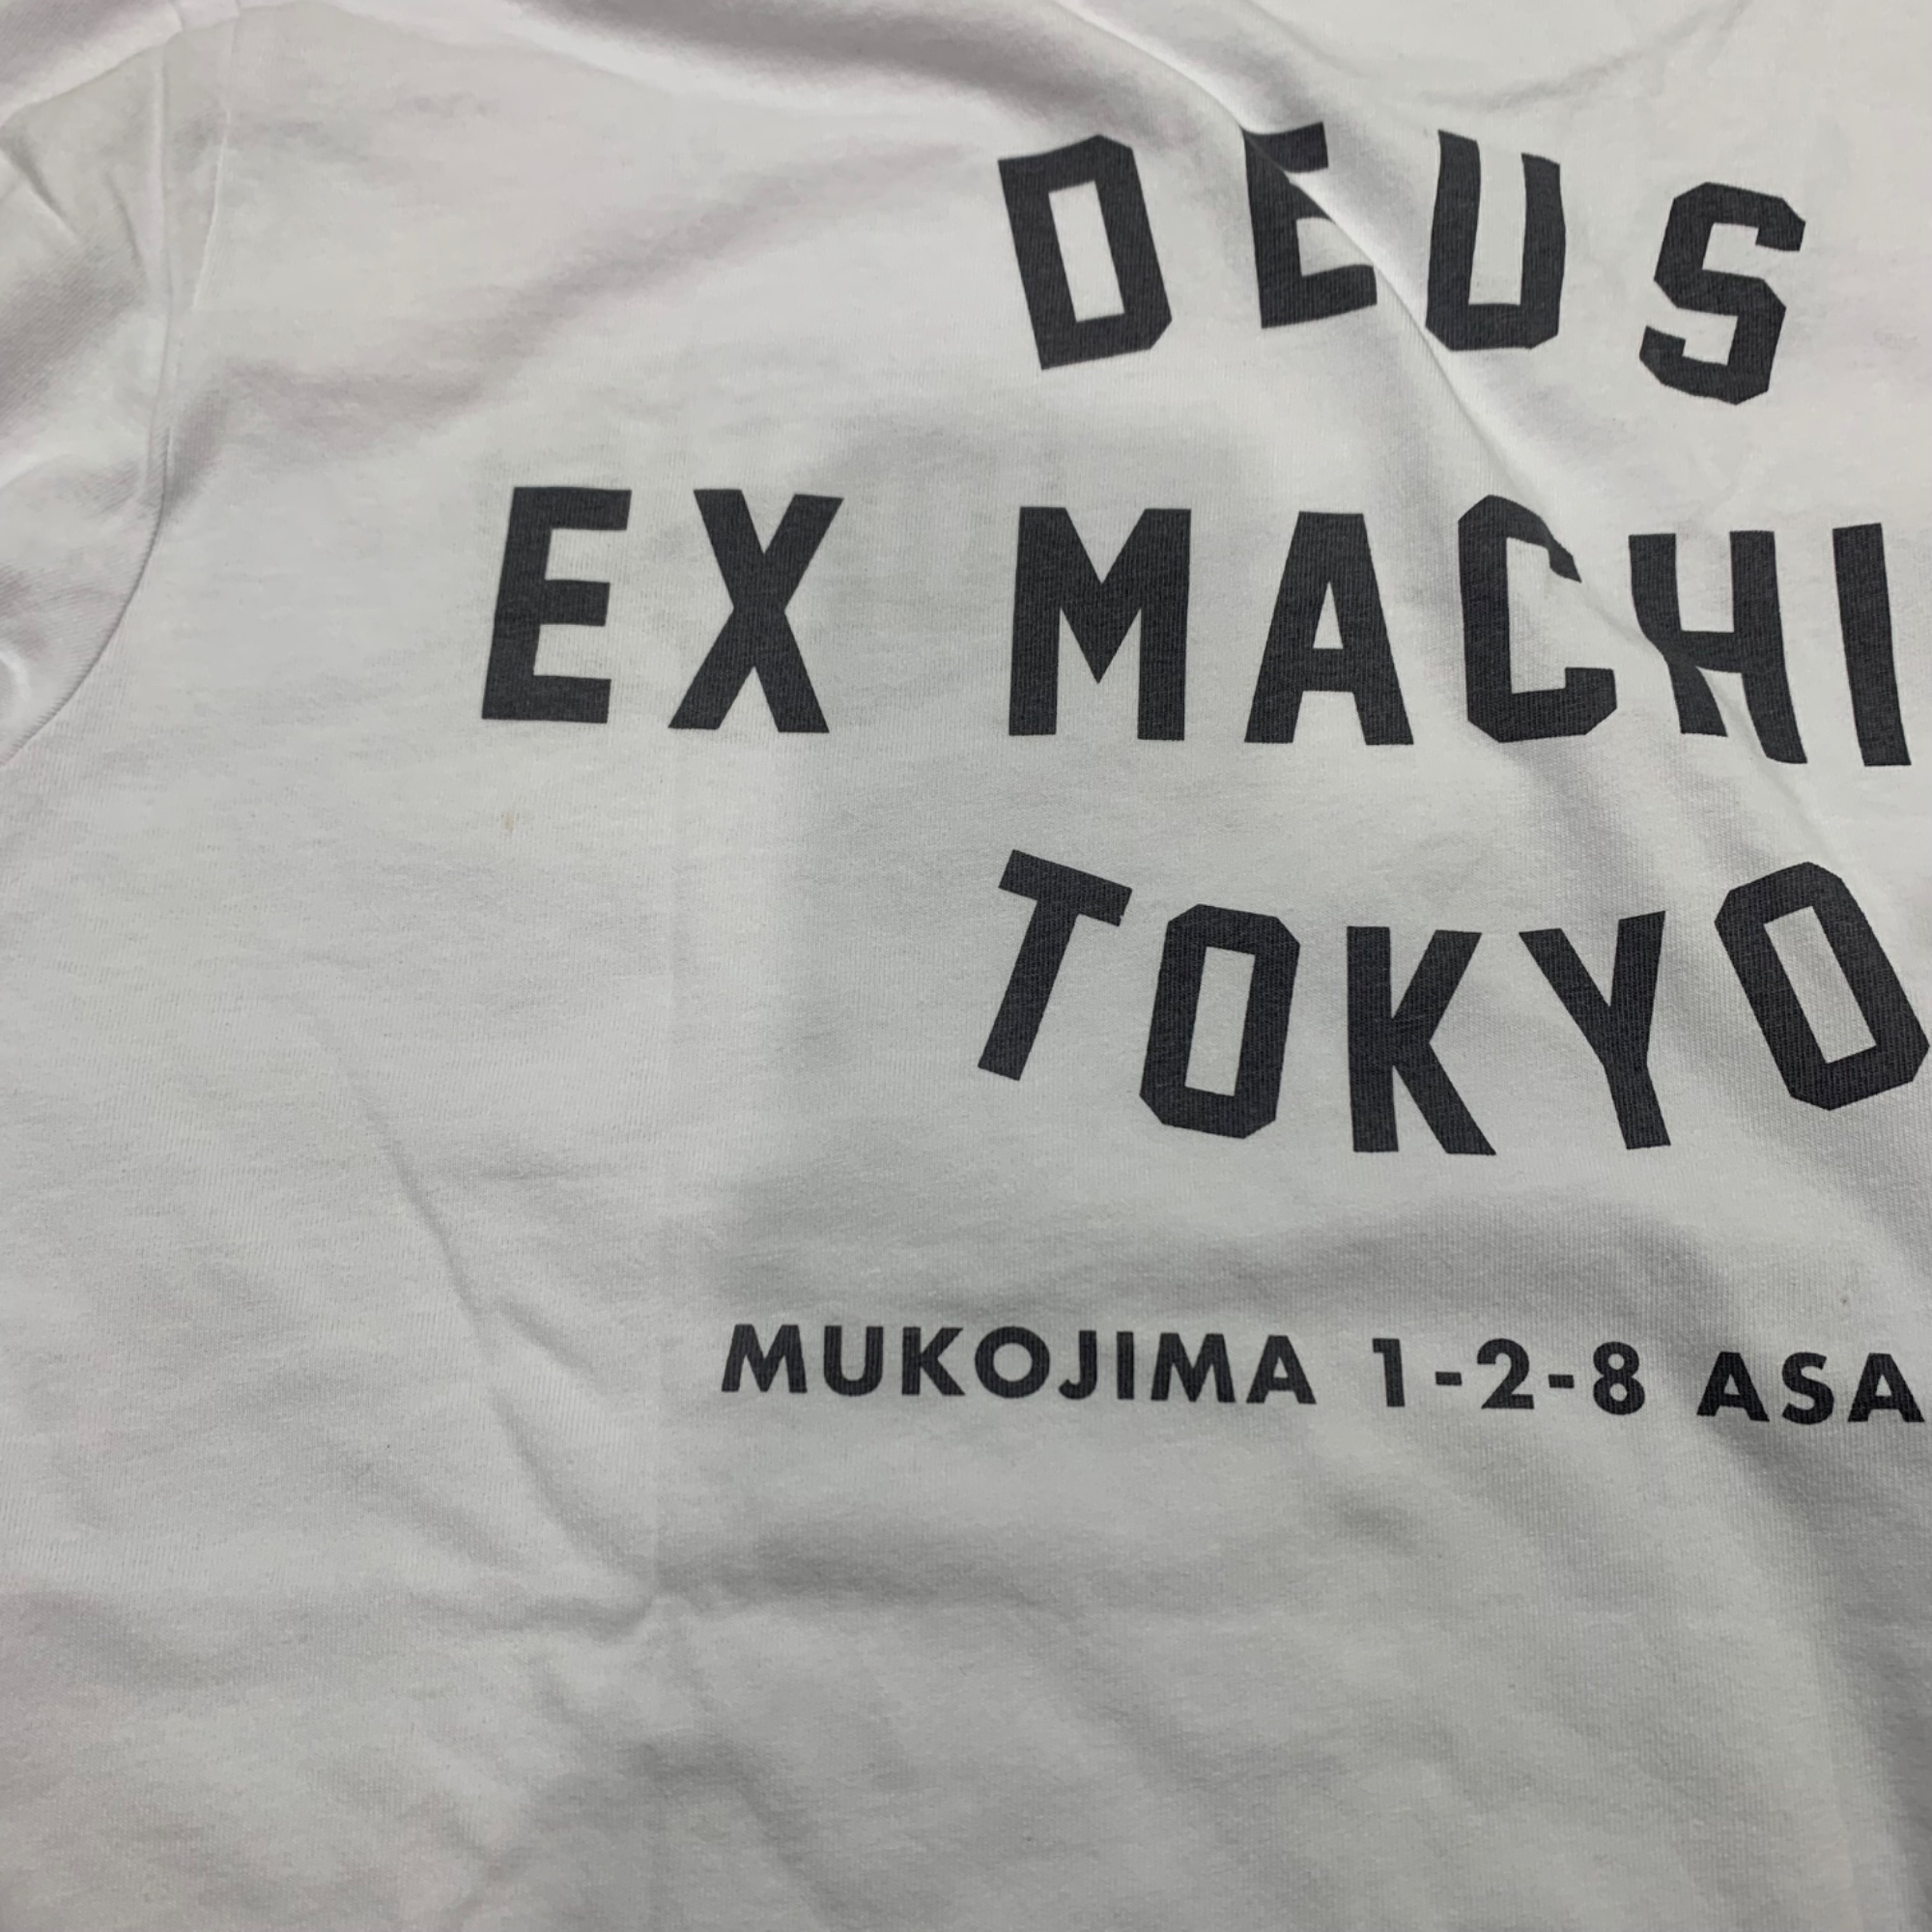 DEUS
EX MACHI
TOKYO
MUKOJIMA 1-2-8 ASA